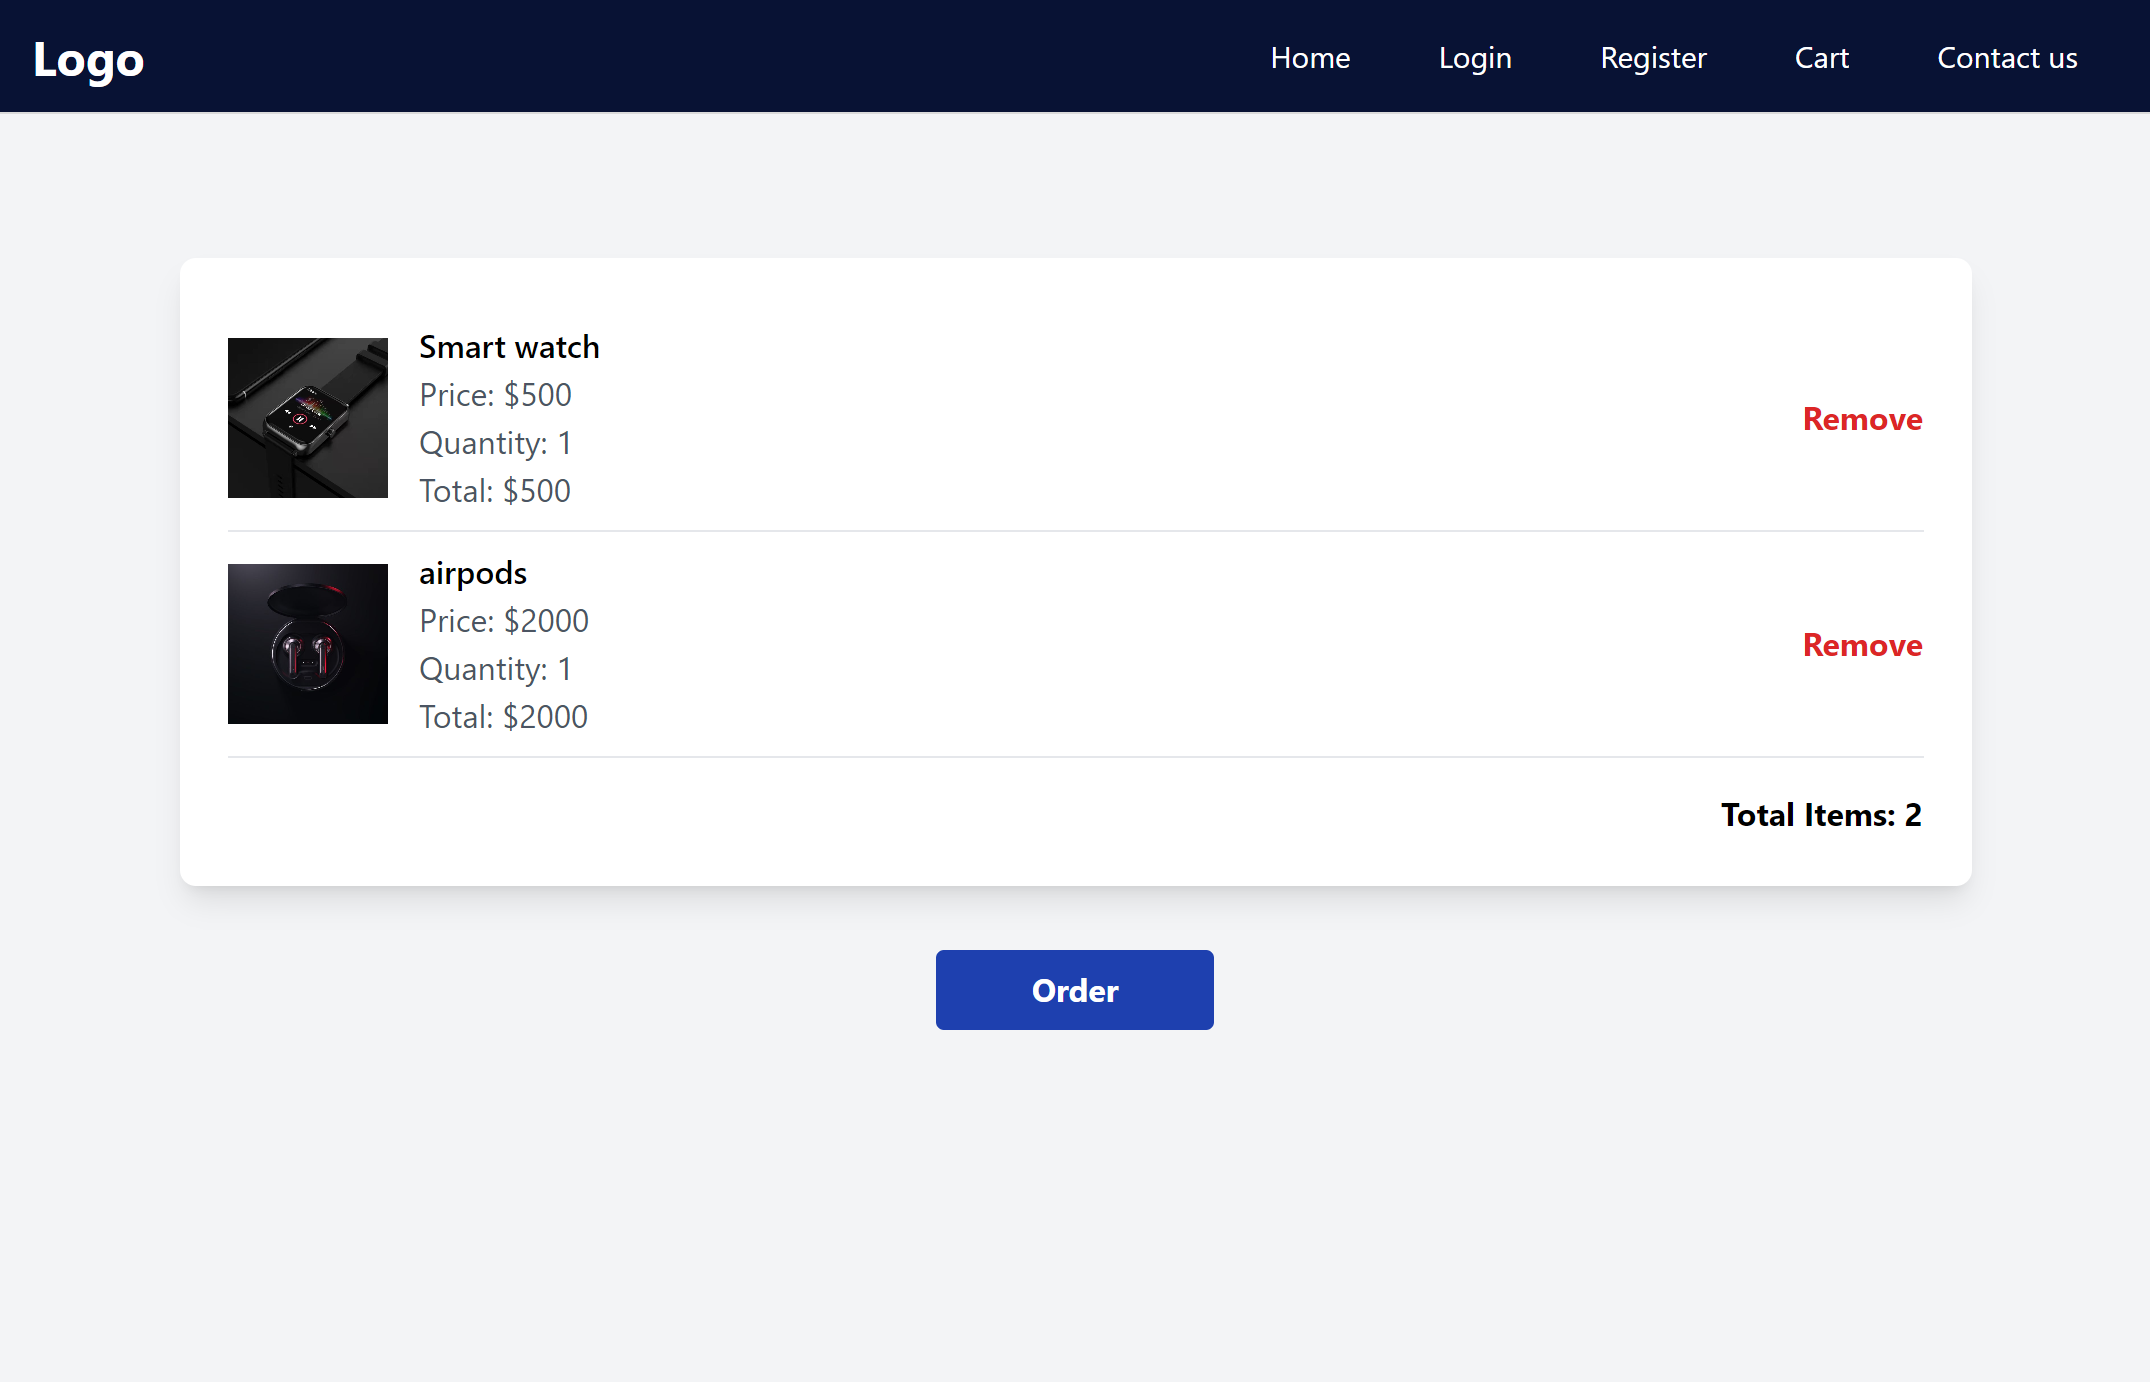 Logo
Home
Login
Register
Cart
Contact us
Smart watch
Price: $500
Quantity: 1
Total: $500
Remove
airpods
Price: $2000
Quantity: 1
Total: $2000
Remove
Total Items: 2
Order